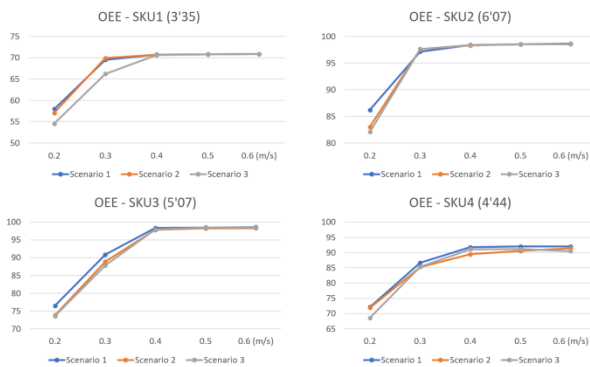 OEE - SKU1 (3'35)
75
70
65
60
55
50
0.2 0.3 0.4 0.5 0.6 (m/s)
Scenario 1 Scenario 2 Scenario 3
OEE - SKU2 (6'07)
100
95
90
85
80
0.2 0.3 0.4 0.5 0.6 (m/s)
Scenario 1 Scenario 2 Scenario 3
OEE - SKU3 (5'07)
100
95
90
85
80
75
70
0.2 0.3 0.4 0.5 0.6 (m/s)
Scenario 1 Scenario 2 Scenario 3
OEE - SKU4 (4'44)
100
95
90
85
80
75
70
65
0.2 0.3 0.4 0.5 0.6 (m/s)
Scenario 1 Scenario 2 Scenario 3